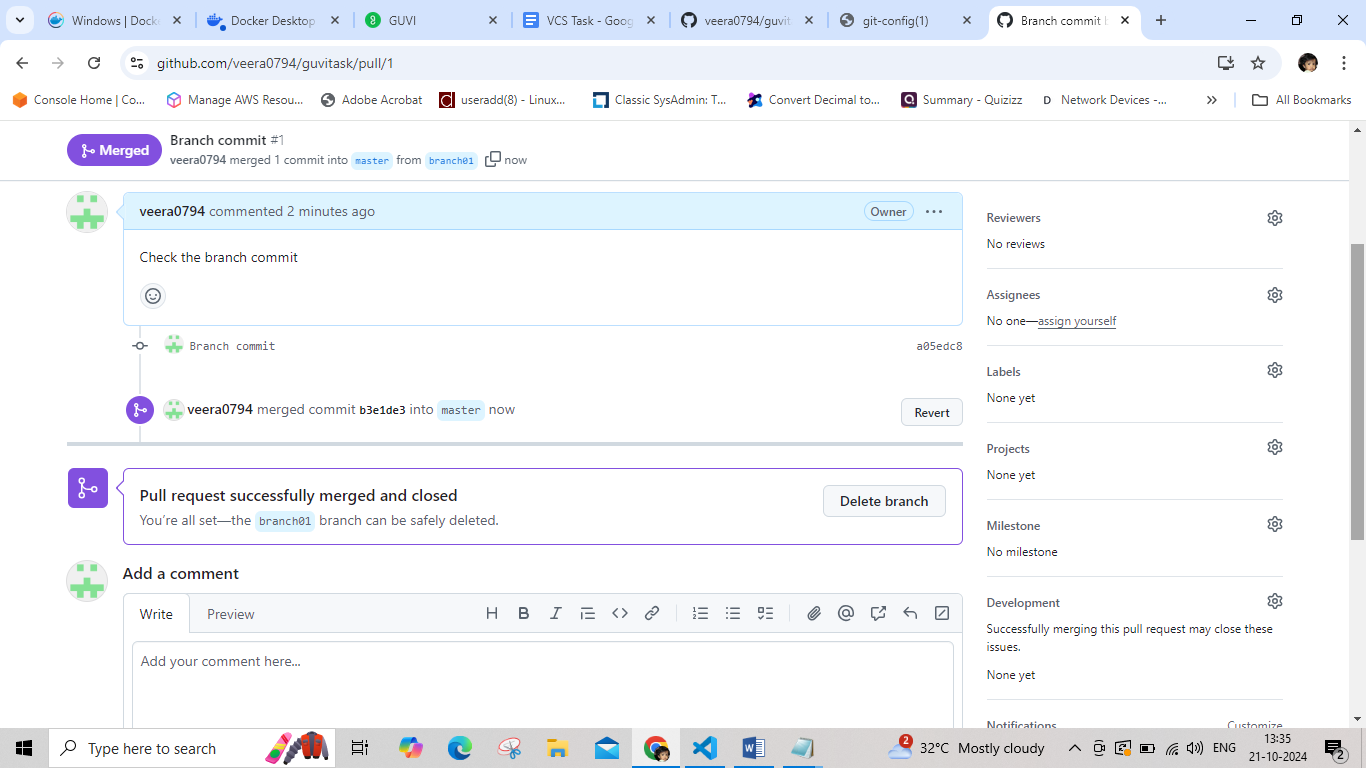 Windows | Docke
Docker Desktop
GUVI
VCS Task - Goog
veera0794/guvit
git-config(1)
Branch commit b
github.com/veera0794/guvitask/pull/1
Console Home | Co...
Manage AWS Resou...
Adobe Acrobat
useradd(8) - Linux...
Classic SysAdmin: T...
Convert Decimal to...
Summary - Quizizz
D Network Devices -...
»
All Bookmarks
Merged
Branch commit #1
veera0794 merged 1 commit into master from branch01 now
veera0794 commented 2 minutes ago
Owner
Check the branch commit
Branch commit
a05edc8
veera0794 merged commit b3e1de3 into master now
Revert
Pull request successfully merged and closed
You’re all set—the branch01 branch can be safely deleted.
Delete branch
Add a comment
Write
Preview
H B I
Add your comment here...
Reviewers
No reviews
Assignees
No one—assign yourself
Labels
None yet
Projects
None yet
Milestone
No milestone
Development
Successfully merging this pull request may close these
issues.
None yet
Notifications
Customize
Type here to search
2
32°C Mostly cloudy
ENG
13:35
21-10-2024
2